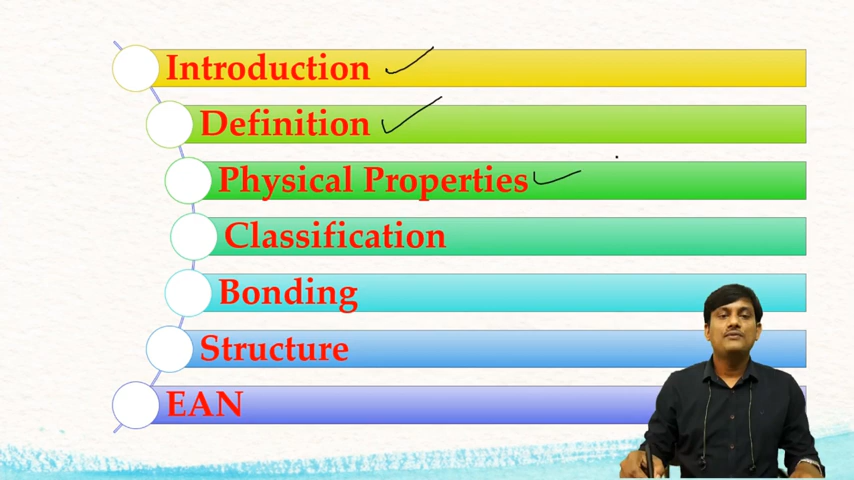 Introduction
Definition
Physical Properties
Classification
Bonding
Structure
EAN